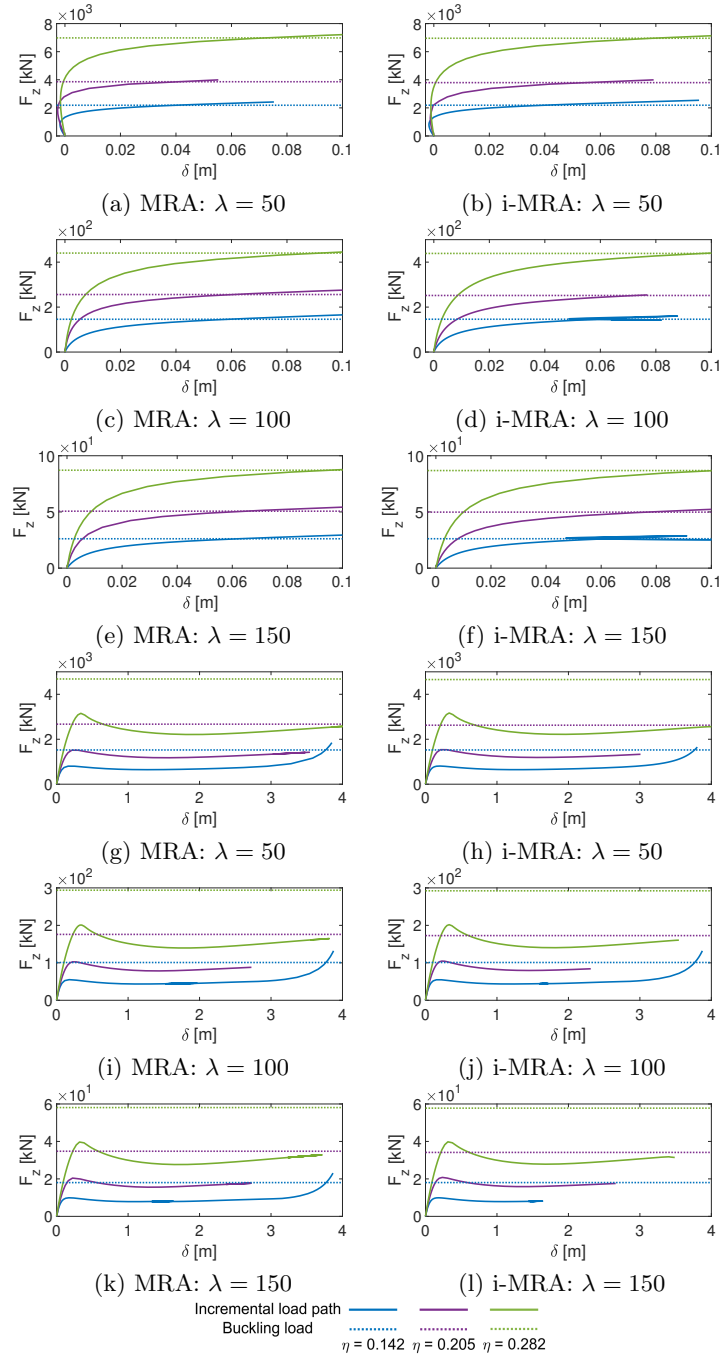 ×10³ ×10³
8 8
6 6
F_z [kN] 4 F_z [kN] 4
2 2
0 0
0 0.02 0.04 0.06 0.08 0.1 0 0.02 0.04 0.06 0.08 0.1
δ [m] δ [m]
(a) MRA: λ = 50 (b) i-MRA: λ = 50
×10² ×10²
4 4
F_z [kN] 2 F_z [kN] 2
0 0
0 0.02 0.04 0.06 0.08 0.1 0 0.02 0.04 0.06 0.08 0.1
δ [m] δ [m]
(c) MRA: λ = 100 (d) i-MRA: λ = 100
×10¹ ×10¹
10 10
F_z [kN] 5 F_z [kN] 5
0 0
0 0.02 0.04 0.06 0.08 0.1 0 0.02 0.04 0.06 0.08 0.1
δ [m] δ [m]
(e) MRA: λ = 150 (f) i-MRA: λ = 150
×10³ ×10³
4 4
F_z [kN] 2 F_z [kN] 2
0 0
0 1 2 3 4 0 1 2 3 4
δ [m] δ [m]
(g) MRA: λ = 50 (h) i-MRA: λ = 50
×10² ×10²
3 3
2 2
F_z [kN] 1 F_z [kN] 1
0 0
0 1 2 3 4 0 1 2 3 4
δ [m] δ [m]
(i) MRA: λ = 100 (j) i-MRA: λ = 100
×10¹ ×10¹
6 6
4 4
F_z [kN] 2 F_z [kN] 2
0 0
0 1 2 3 4 0 1 2 3 4
δ [m] δ [m]
(k) MRA: λ = 150 (l) i-MRA: λ = 150
Incremental load path
Buckling load
η = 0.142 η = 0.205 η = 0.282